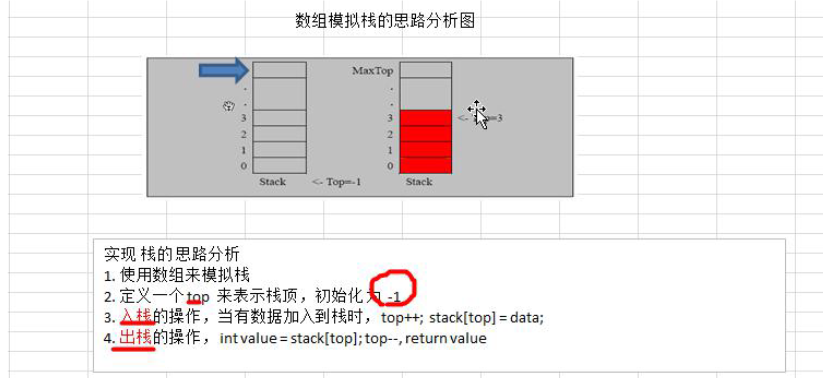 数组模拟栈的思路分析图
MaxTop
.
.
.
.
3
3
<- Top=3
2
2
1
1
0
0
Stack
<- Top=-1
Stack
实现 栈的思路分析
1. 使用数组来模拟栈
2. 定义一个 top 来表示栈顶，初始化 为 -1
3. 入栈的操作，当有数据加入到栈时， top++; stack[top] = data;
4. 出栈的操作， int value = stack[top]; top--, return value